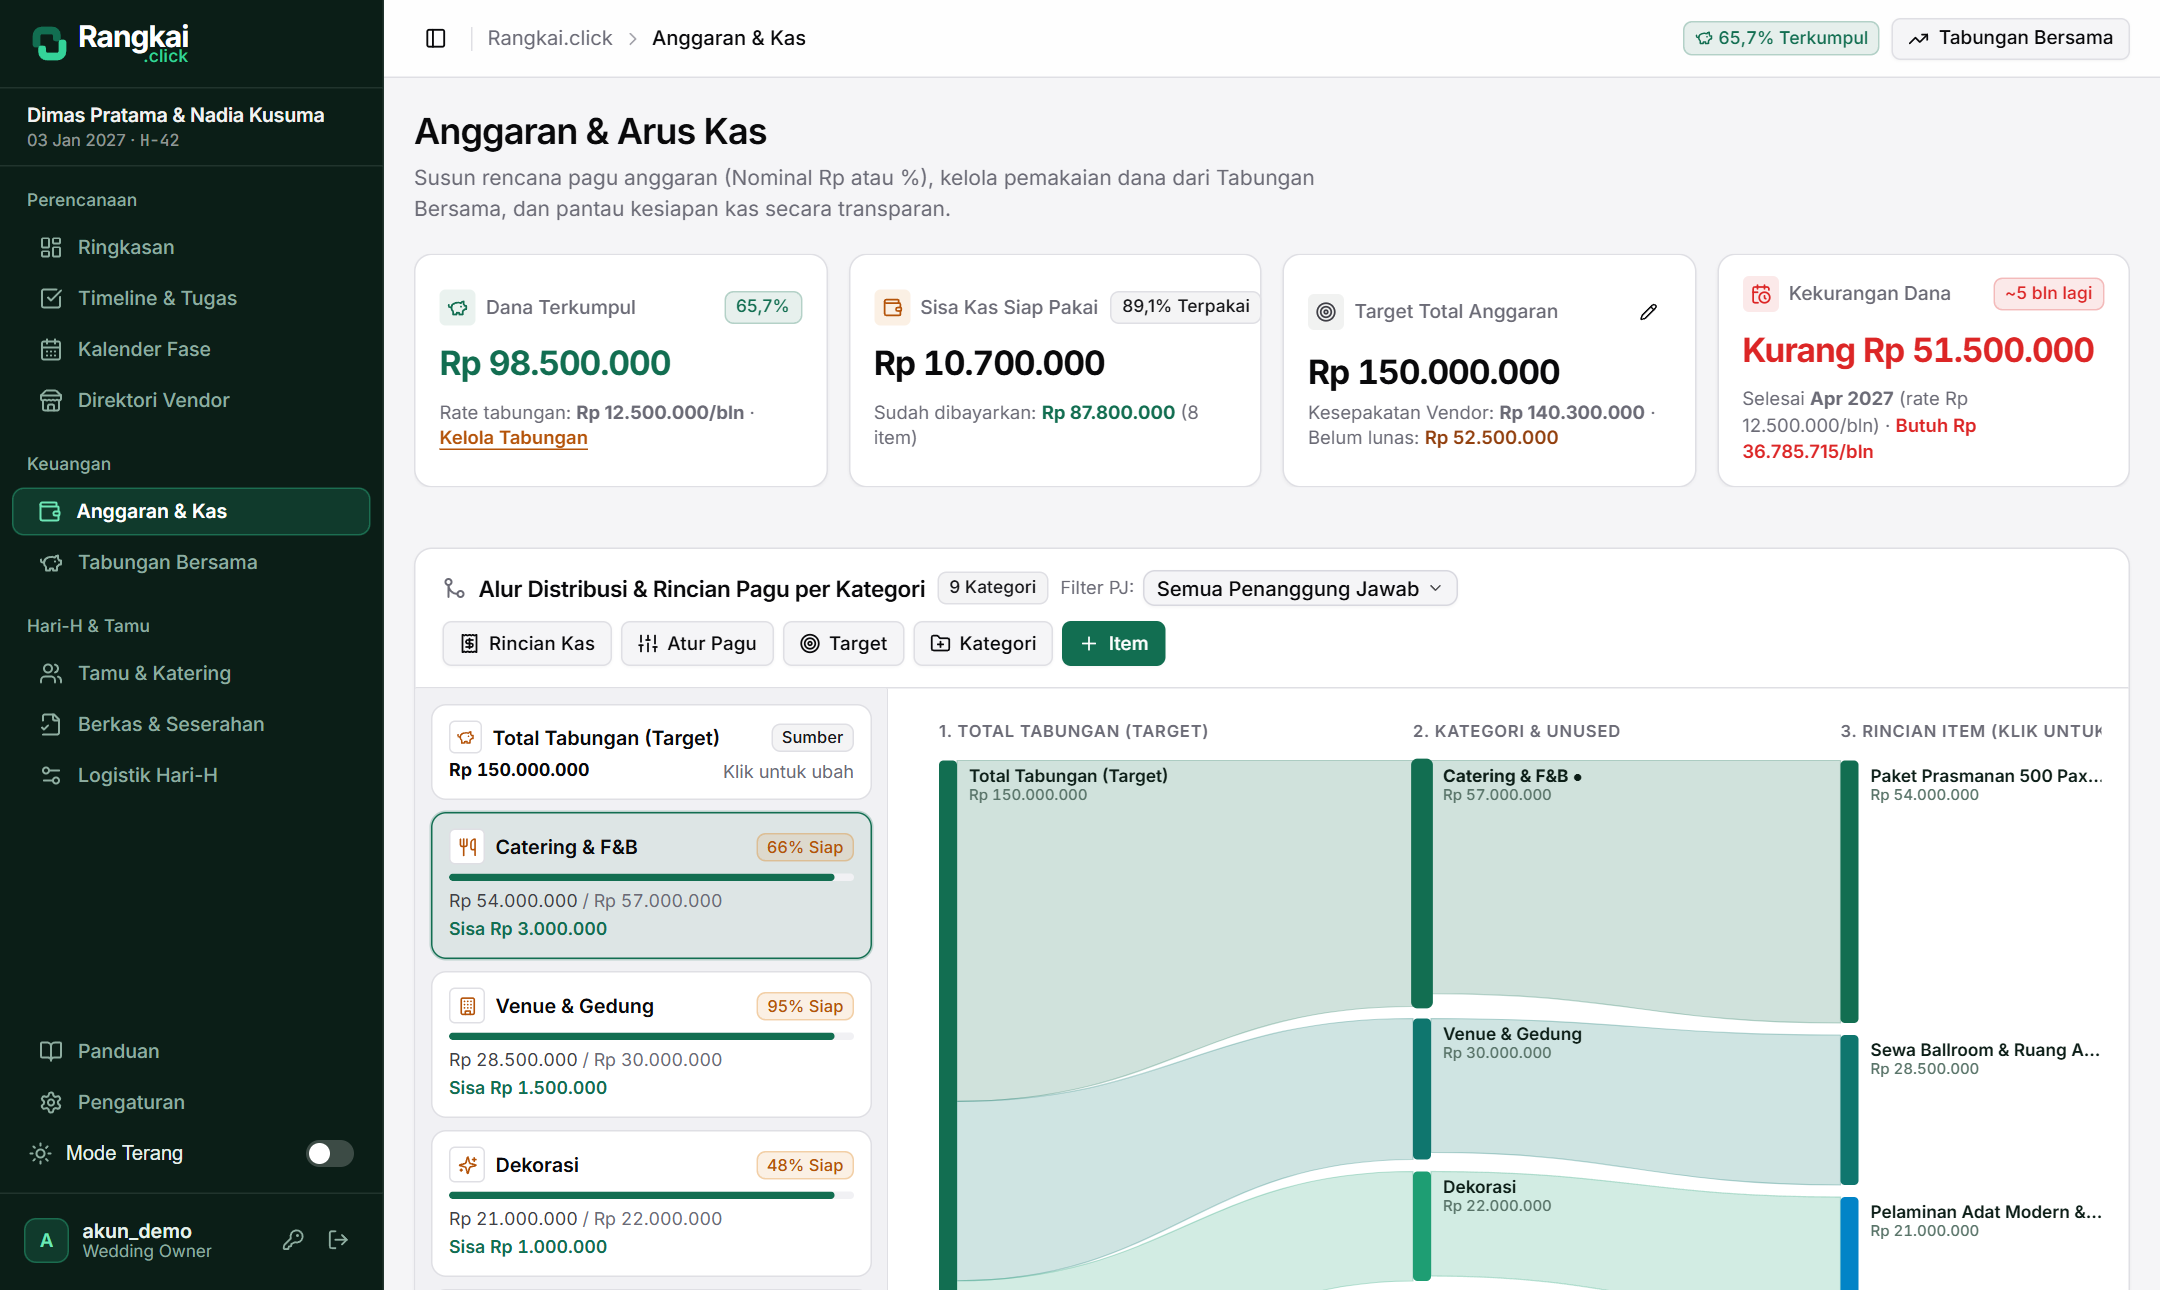 Rangkai
.click
Dimas Pratama & Nadia Kusuma
03 Jan 2027 · H-42
Perencanaan
Ringkasan
Timeline & Tugas
Kalender Fase
Direktori Vendor
Keuangan
Anggaran & Kas
Tabungan Bersama
Hari-H & Tamu
Tamu & Katering
Berkas & Seserahan
Logistik Hari-H
Panduan
Pengaturan
Mode Terang
A
akun_demo
Wedding Owner
Rangkai.click > Anggaran & Kas
65,7% Terkumpul
Tabungan Bersama
Anggaran & Arus Kas
Susun rencana pagu anggaran (Nominal Rp atau %), kelola pemakaian dana dari Tabungan
Bersama, dan pantau kesiapan kas secara transparan.
Dana Terkumpul
65,7%
Rp 98.500.000
Rate tabungan: Rp 12.500.000/bln ·
Kelola Tabungan
Sisa Kas Siap Pakai
89,1% Terpakai
Rp 10.700.000
Sudah dibayarkan: Rp 87.800.000 (8
item)
Target Total Anggaran
Rp 150.000.000
Kesepakatan Vendor: Rp 140.300.000 ·
Belum lunas: Rp 52.500.000
Kekurangan Dana
~5 bln lagi
Kurang Rp 51.500.000
Selesai Apr 2027 (rate Rp
12.500.000/bln) · Butuh Rp
36.785.715/bln
Alur Distribusi & Rincian Pagu per Kategori
9 Kategori
Filter PJ:
Semua Penanggung Jawab
Rincian Kas
Atur Pagu
Target
Kategori
+ Item
Total Tabungan (Target)
Sumber
Rp 150.000.000
Klik untuk ubah
Catering & F&B
66% Siap
Rp 54.000.000 / Rp 57.000.000
Sisa Rp 3.000.000
Venue & Gedung
95% Siap
Rp 28.500.000 / Rp 30.000.000
Sisa Rp 1.500.000
Dekorasi
48% Siap
Rp 21.000.000 / Rp 22.000.000
Sisa Rp 1.000.000
1. TOTAL TABUNGAN (TARGET)
2. KATEGORI & UNUSED
3. RINCIAN ITEM (KLIK UNTUK
Total Tabungan (Target)
Rp 150.000.000
Catering & F&B ●
Rp 57.000.000
Paket Prasmanan 500 Pax...
Rp 54.000.000
Venue & Gedung
Rp 30.000.000
Sewa Ballroom & Ruang A...
Rp 28.500.000
Dekorasi
Rp 22.000.000
Pelaminan Adat Modern &...
Rp 21.000.000